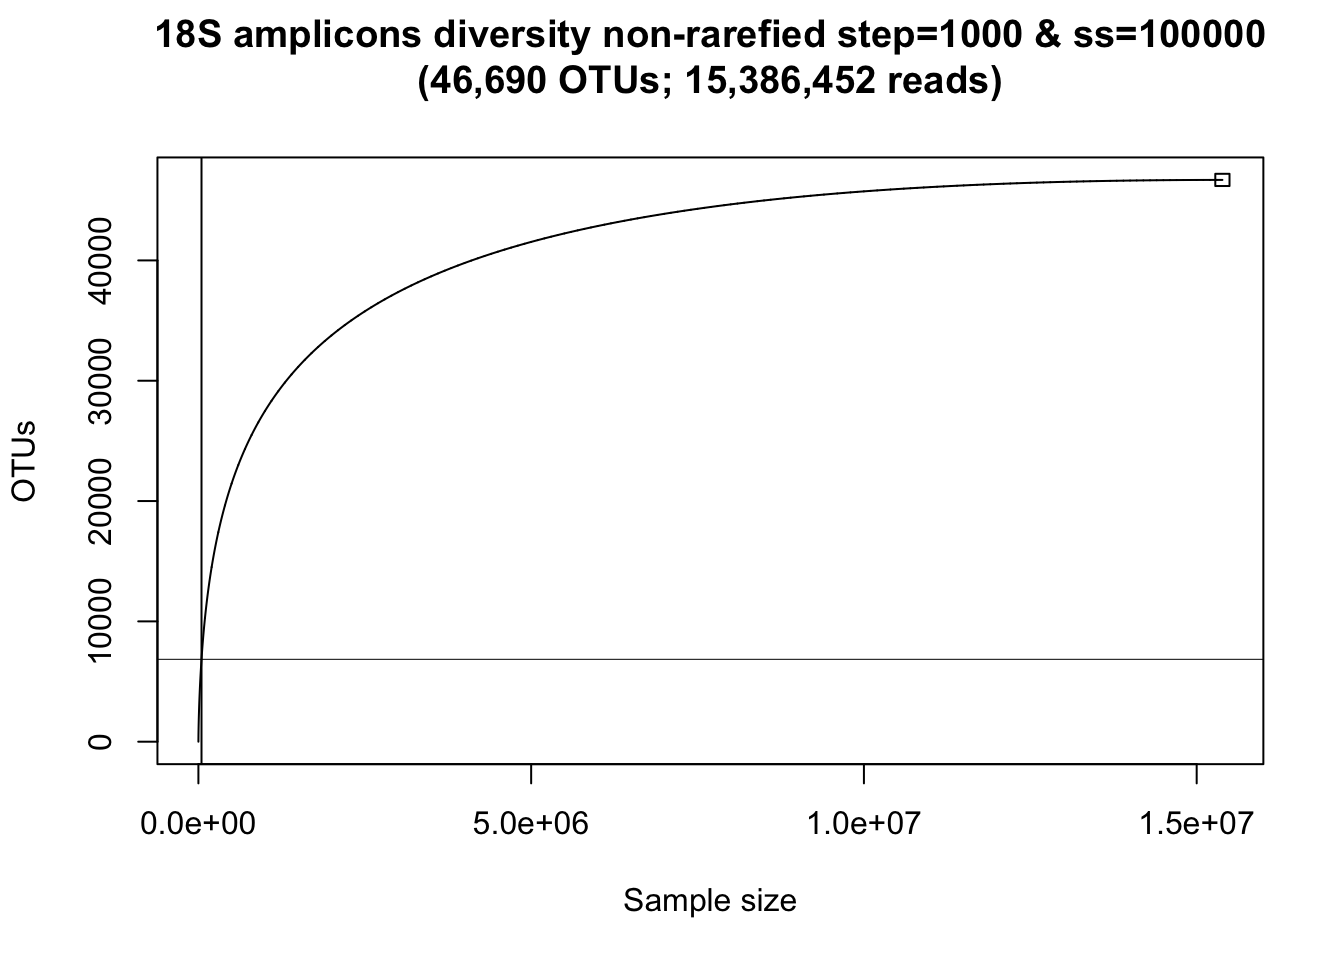 18S amplicons diversity non-rarefied step=1000 & ss=100000
(46,690 OTUs; 15,386,452 reads)
OTUs
40000
30000
20000
10000
0
0.0e+00 5.0e+06 1.0e+07 1.5e+07
Sample size